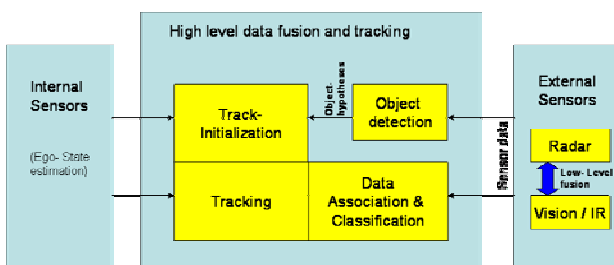 High level data fusion and tracking
Internal
Sensors
(Ego- State
estimation)
Track-
Initialization
Object-
hypotheses
Object
detection
Tracking
Data
Association &
Classification
Sensor data
External
Sensors
Radar
Low- Level
fusion
Vision / IR